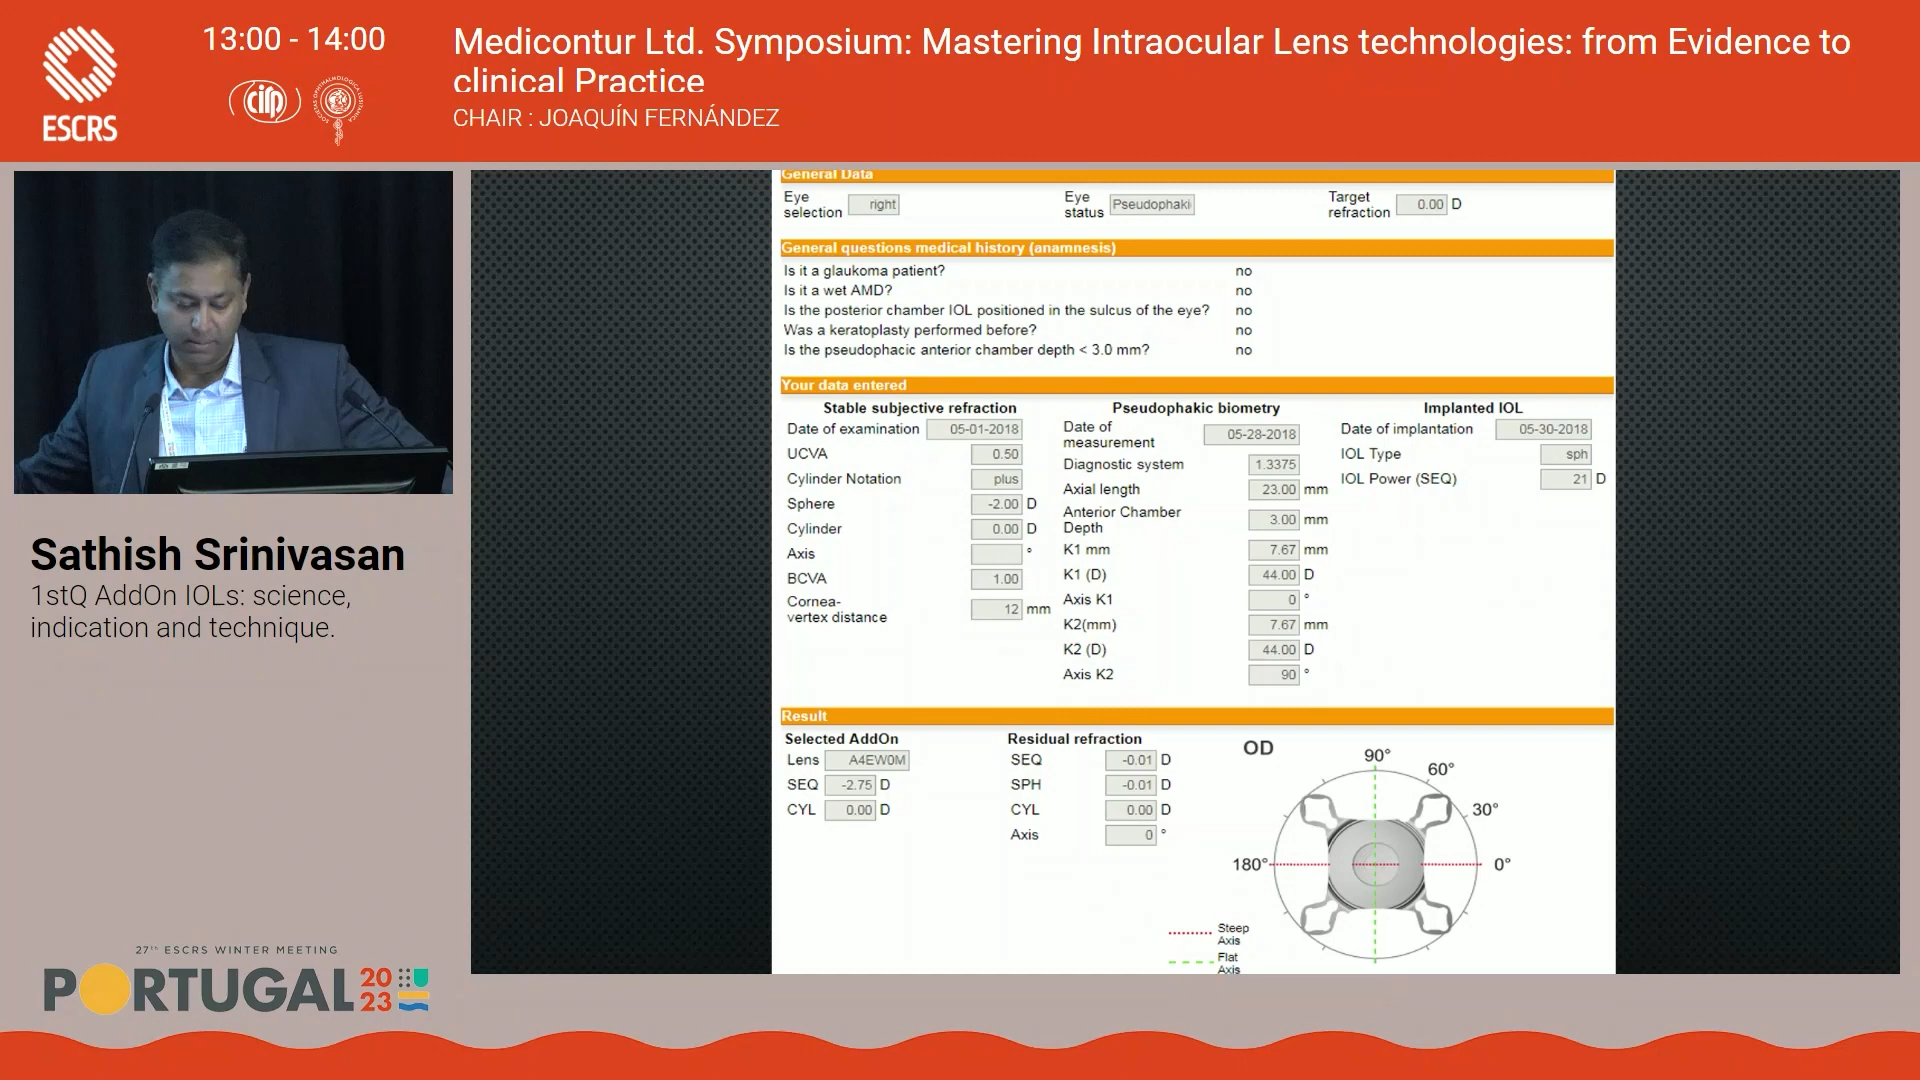 13:00 - 14:00
Medicontur Ltd. Symposium: Mastering Intraocular Lens technologies: from Evidence to
clinical Practice
CHAIR : JOAQUÍN FERNÁNDEZ
ESCRS
cirp
General Data
Eye selection right Eye status Pseudophaki Target refraction 0.00 D
General questions medical history (anamnesis)
Is it a glaukoma patient? no
Is it a wet AMD? no
Is the posterior chamber IOL positioned in the sulcus of the eye? no
Was a keratoplasty performed before? no
Is the pseudophacic anterior chamber depth < 3.0 mm? no
Your data entered
Stable subjective refraction
Date of examination 05-01-2018
UCVA 0.50
Cylinder Notation plus
Sphere -2.00 D
Cylinder 0.00 D
Axis °
BCVA 1.00
Cornea-
vertex distance 12 mm
Pseudophakic biometry
Date of
measurement 05-28-2018
Diagnostic system 1.3375
Axial length 23.00 mm
Anterior Chamber
Depth 3.00 mm
K1 mm 7.67 mm
K1 (D) 44.00 D
Axis K1 0 °
K2(mm) 7.67 mm
K2 (D) 44.00 D
Axis K2 90 °
Implanted IOL
Date of implantation 05-30-2018
IOL Type sph
IOL Power (SEQ) 21 D
Result
Selected AddOn
Lens A4EW0M
SEQ -2.75 D
CYL 0.00 D
Residual refraction
SEQ -0.01 D
SPH -0.01 D
CYL 0.00 D
Axis 0 °
OD
90°
60°
30°
180°
0°
Steep
Axis
Flat
Axis
Sathish Srinivasan
1stQ AddOn IOLs: science,
indication and technique.
27th ESCRS WINTER MEETING
PORTUGAL 20
23